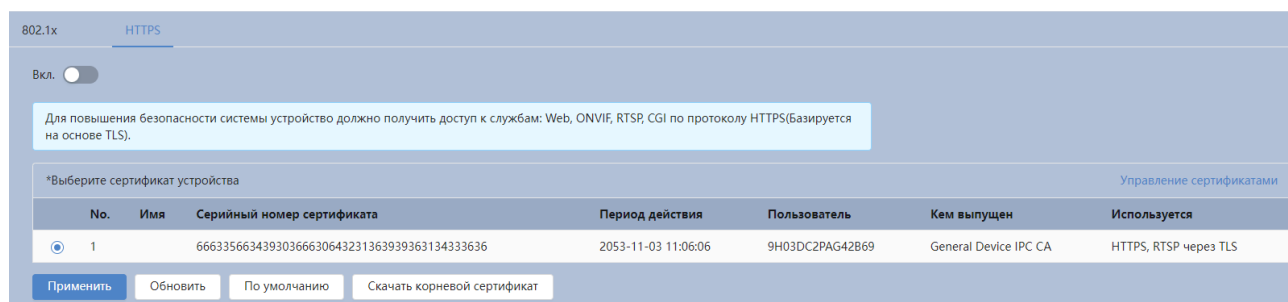 802.1x HTTPS
Вкл.
Для повышения безопасности системы устройство должно получить доступ к службам: Web, ONVIF, RTSP, CGI по протоколу HTTPS(Базируется
на основе TLS).
*Выберите сертификат устройства Управление сертификатами
No. Имя Серийный номер сертификата Период действия Пользователь Кем выпущен Используется
1 66633566343930366630643231363939363134333636 2053-11-03 11:06:06 9H03DC2PAG42B69 General Device IPC CA HTTPS, RTSP через TLS
Применить Обновить По умолчанию Скачать корневой сертификат